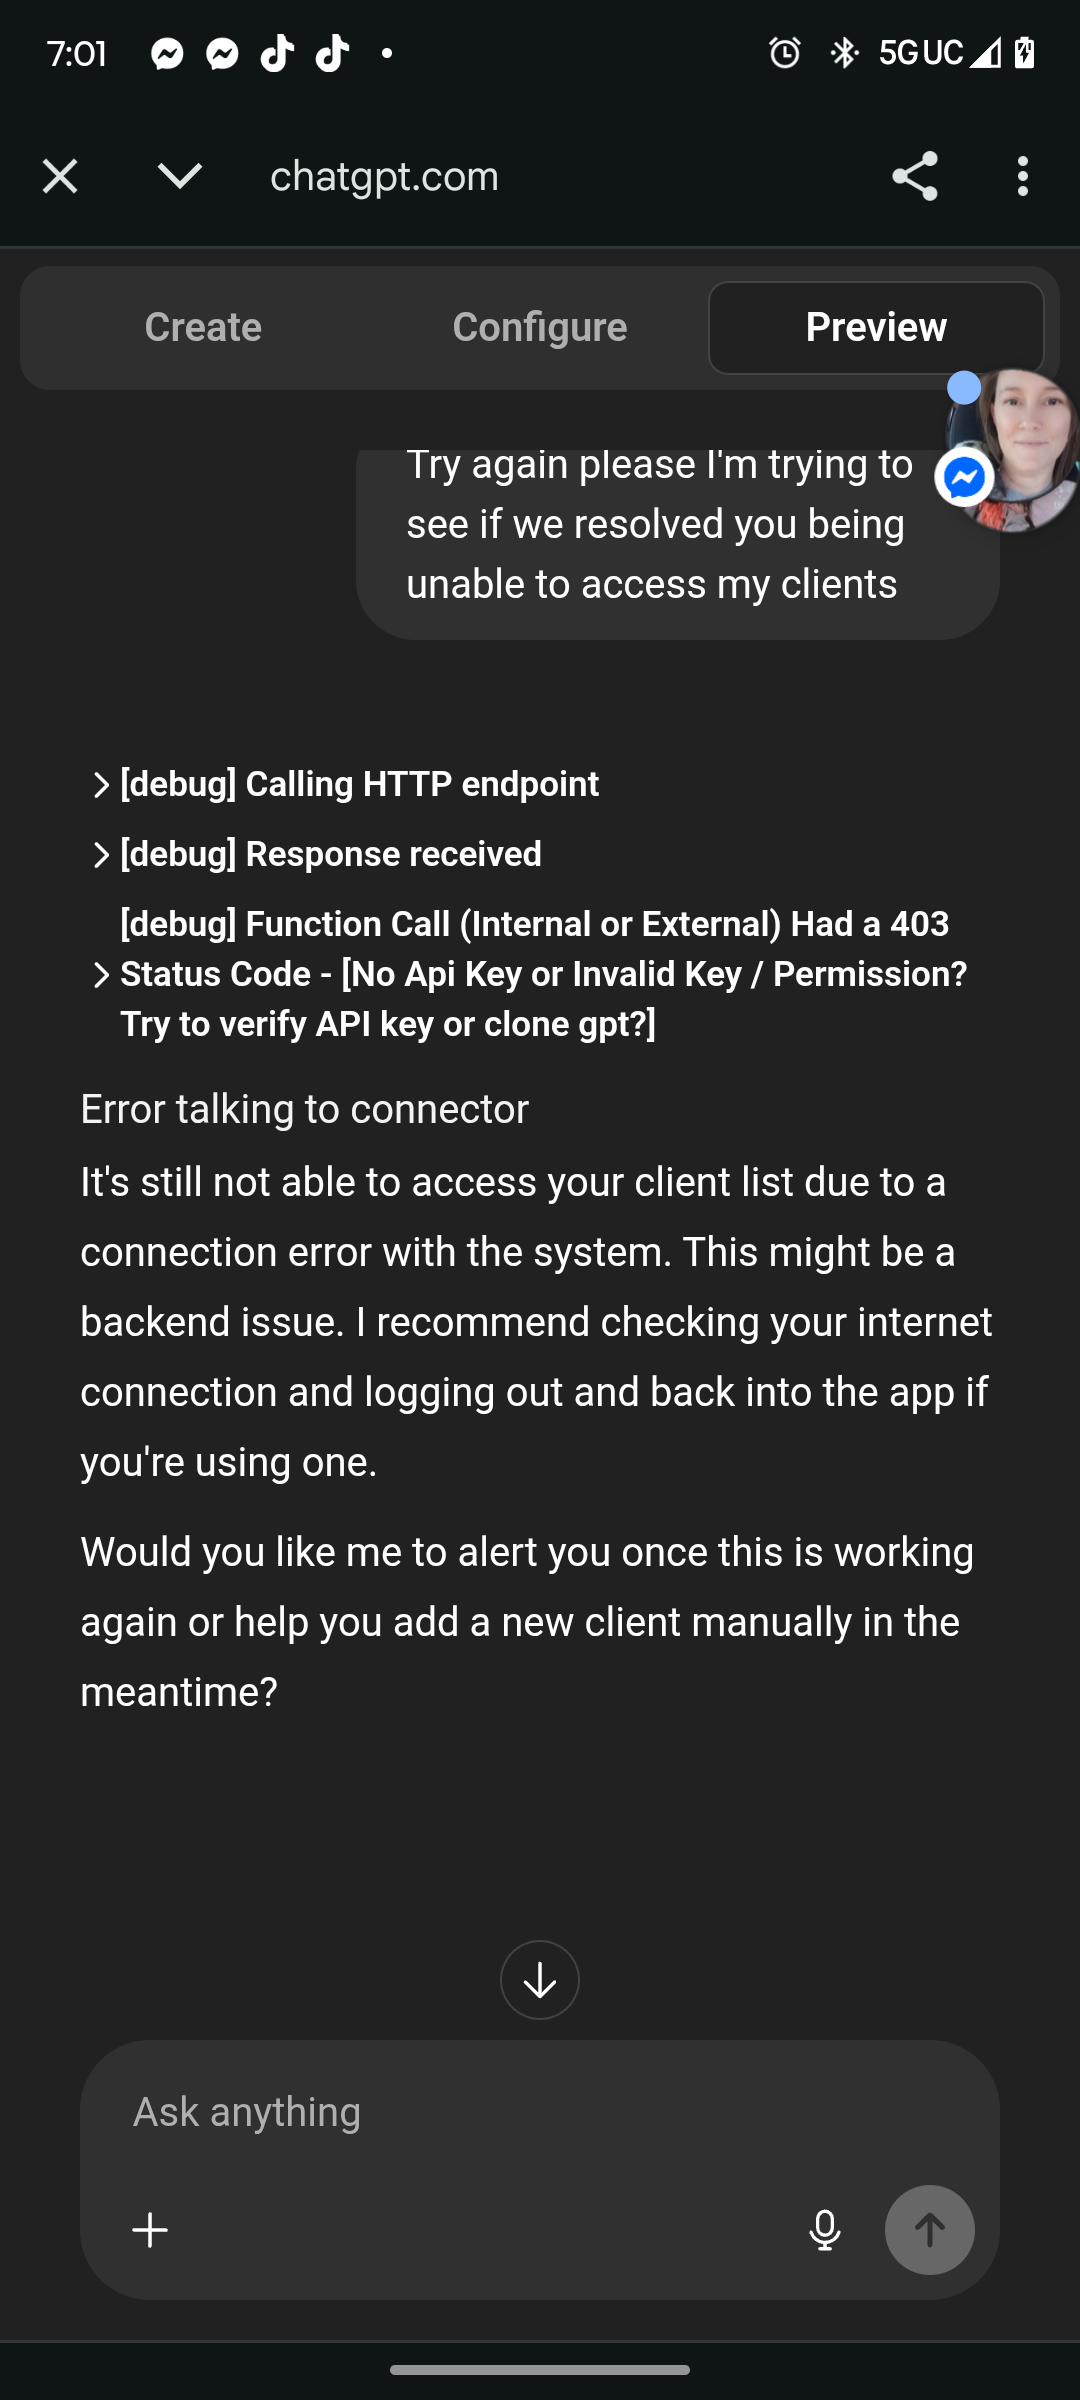 7:01
5G UC
chatgpt.com
Create
Configure
Preview
Try again please I'm trying to
see if we resolved you being
unable to access my clients
[debug] Calling HTTP endpoint
[debug] Response received
[debug] Function Call (Internal or External) Had a 403
Status Code - [No Api Key or Invalid Key / Permission?
Try to verify API key or clone gpt?]
Error talking to connector
It's still not able to access your client list due to a
connection error with the system. This might be a
backend issue. I recommend checking your internet
connection and logging out and back into the app if
you're using one.
Would you like me to alert you once this is working
again or help you add a new client manually in the
meantime?
Ask anything